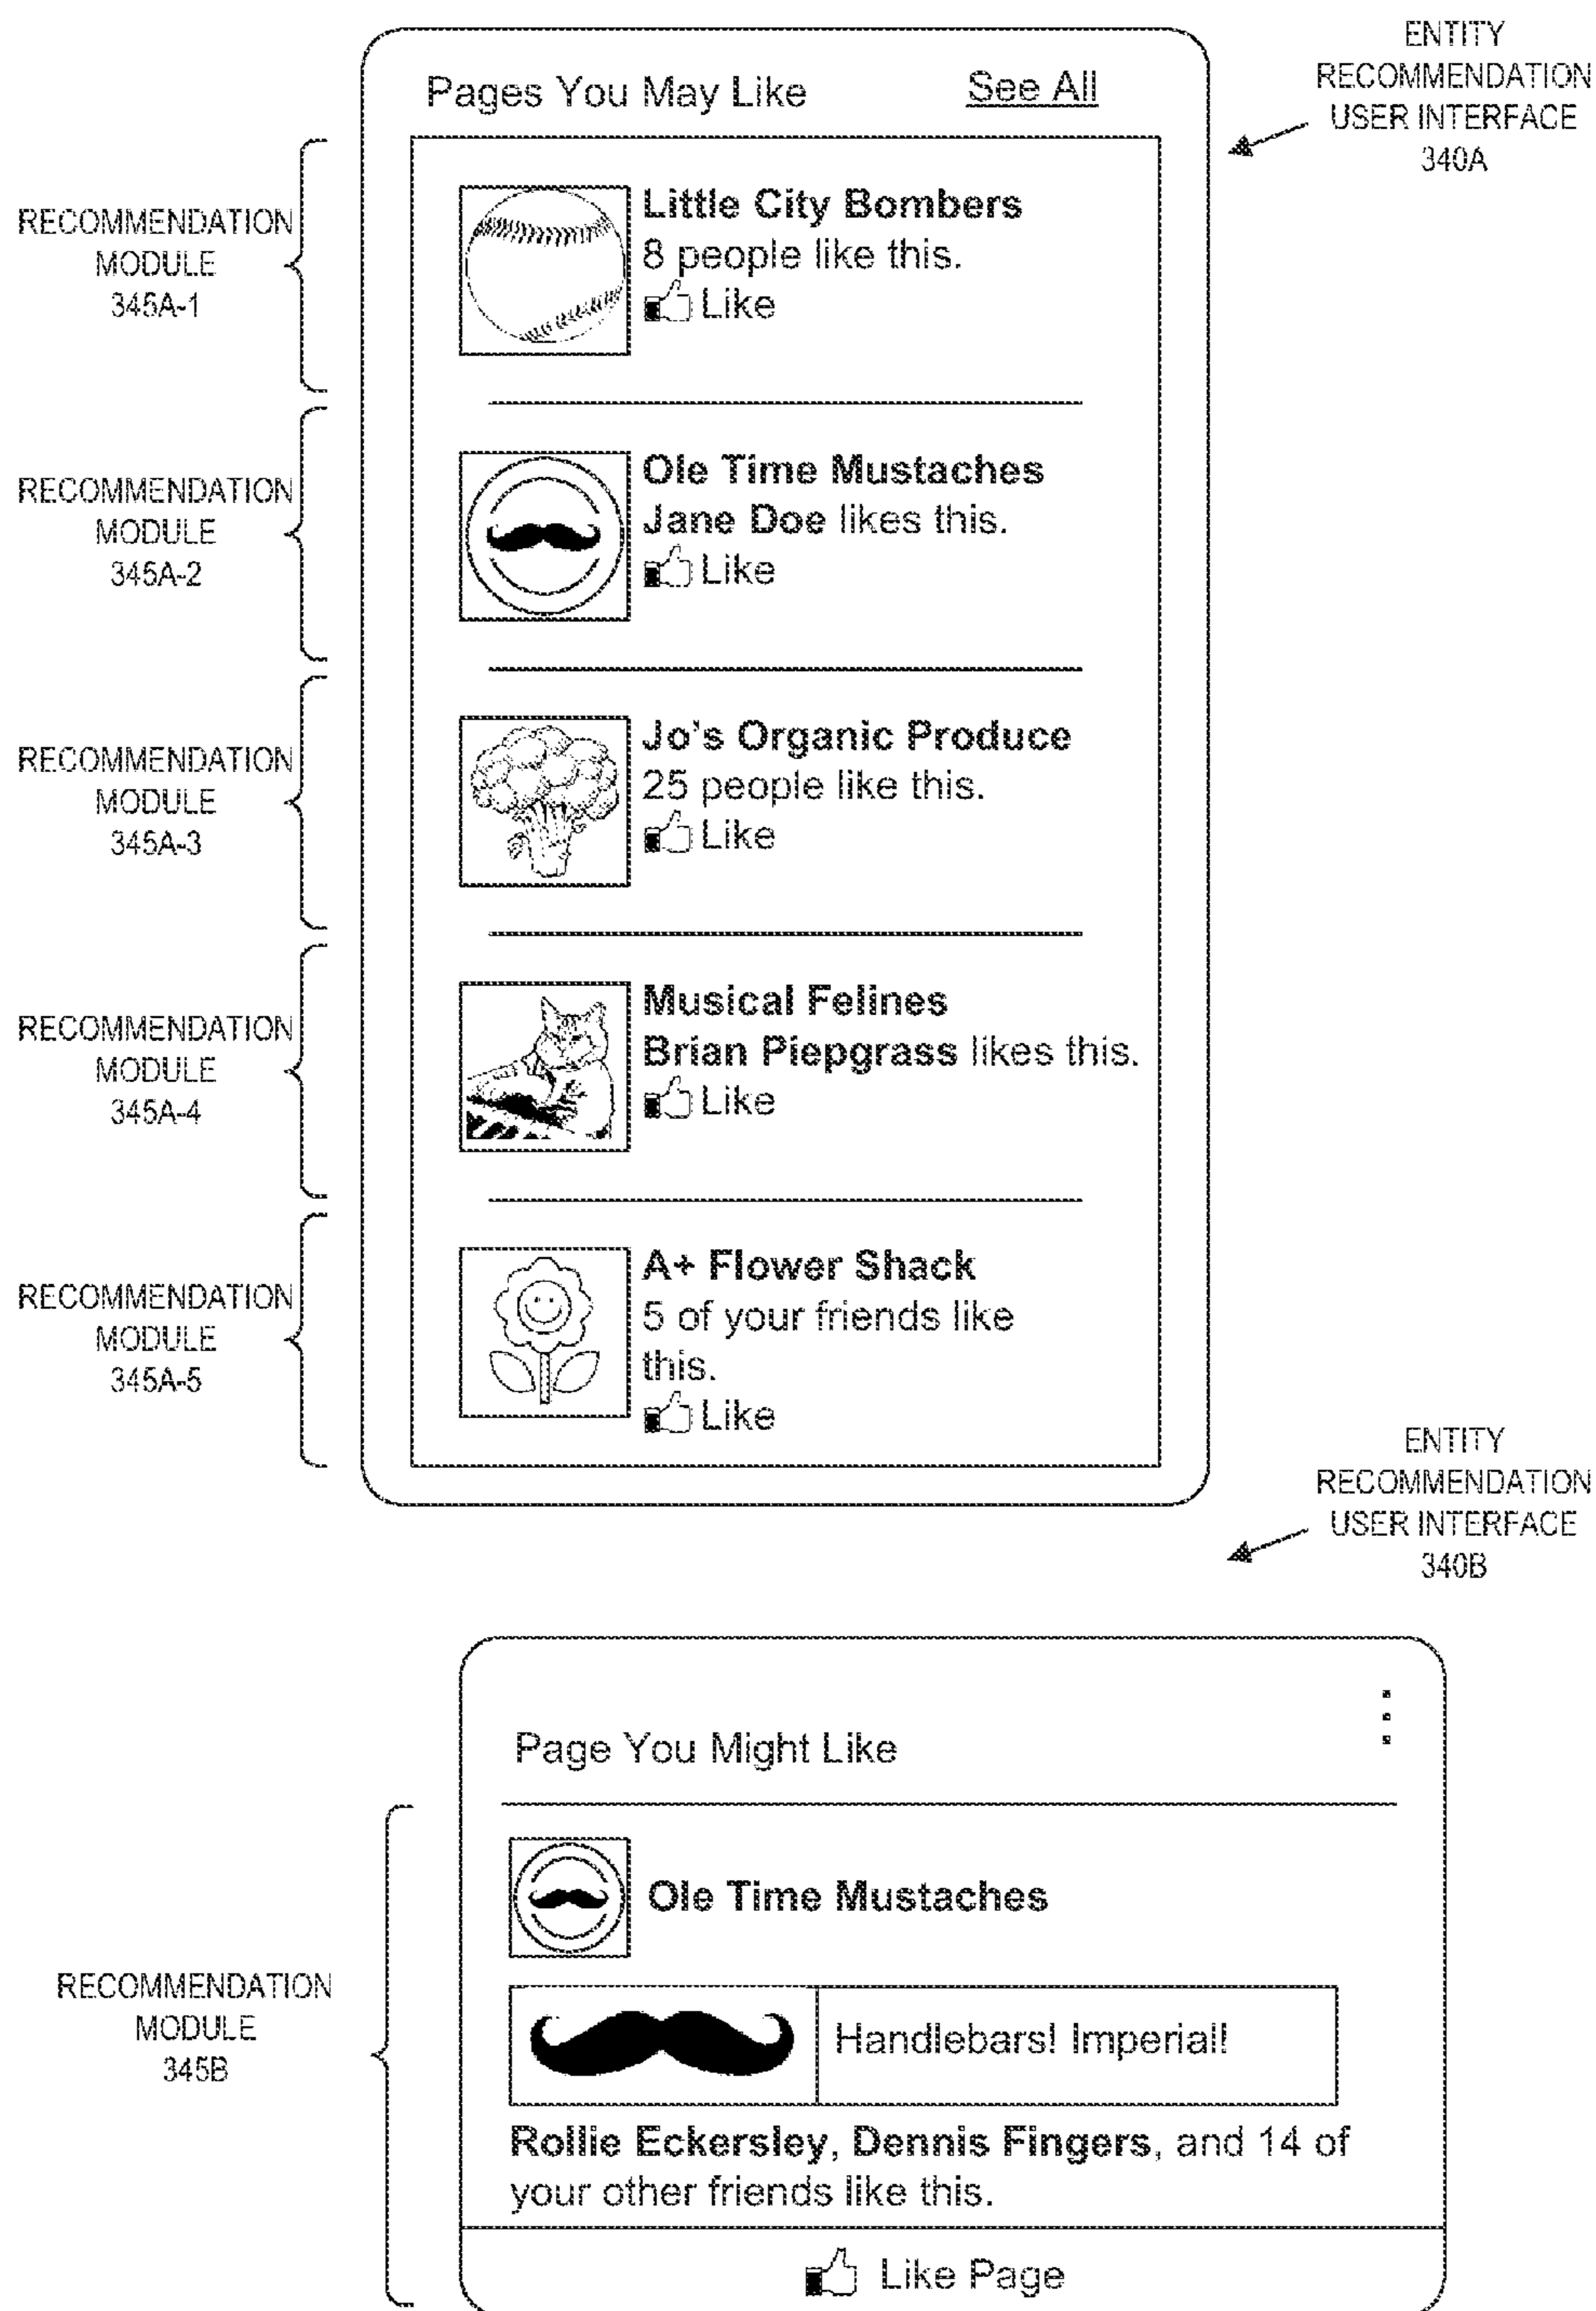 ENTITY
RECOMMENDATION
USER INTERFACE
340A
Pages You May Like See All
RECOMMENDATION
MODULE
345A-1
Little City Bombers
8 people like this.
Like
RECOMMENDATION
MODULE
345A-2
Ole Time Mustaches
Jane Doe likes this.
Like
RECOMMENDATION
MODULE
345A-3
Jo's Organic Produce
25 people like this.
Like
RECOMMENDATION
MODULE
345A-4
Musical Felines
Brian Piepgrass likes this.
Like
RECOMMENDATION
MODULE
345A-5
A+ Flower Shack
5 of your friends like
this.
Like
ENTITY
RECOMMENDATION
USER INTERFACE
340B
Page You Might Like
RECOMMENDATION
MODULE
345B
Ole Time Mustaches
Handlebars! Imperial!
Rollie Eckersley, Dennis Fingers, and 14 of
your other friends like this.
Like Page